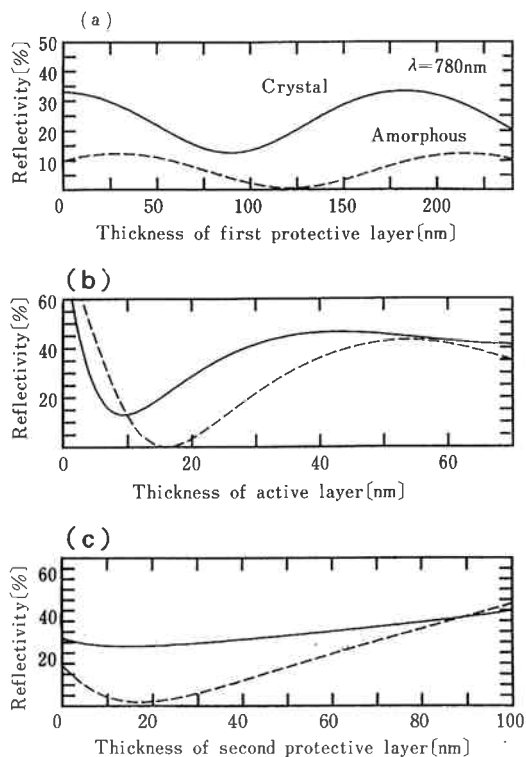 (a)
Reflectivity[%]
50
40
30
20
10
λ=780nm
Crystal
Amorphous
0 50 100 150 200
Thickness of first protective layer[nm]
(b)
Reflectivity[%]
60
40
20
0 20 40 60
Thickness of active layer[nm]
(c)
Reflectivity[%]
60
40
20
0 20 40 60 80 100
Thickness of second protective layer[nm]